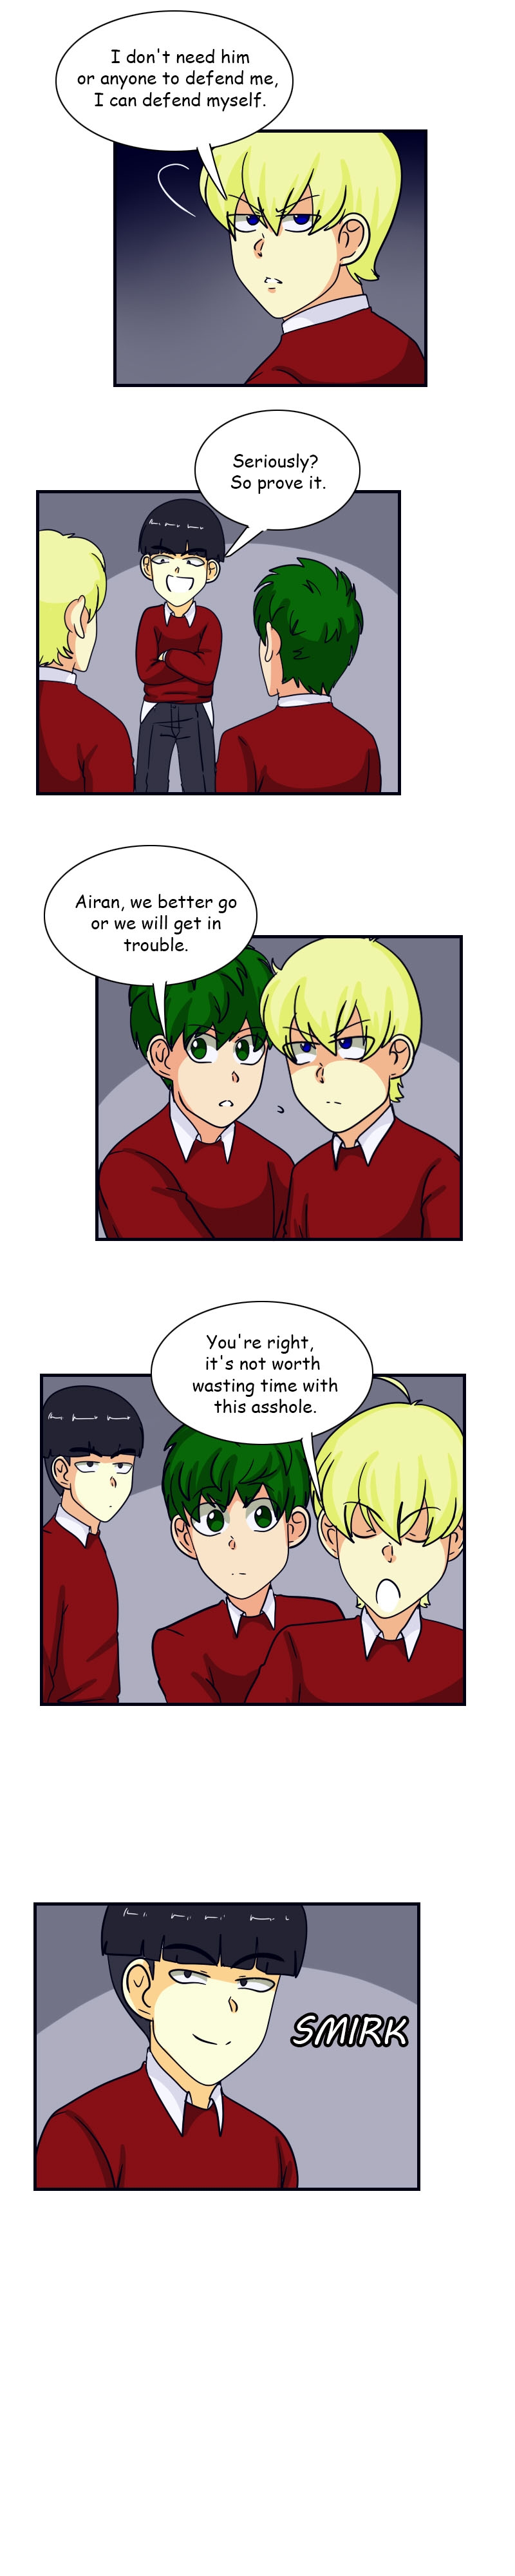 I don't need him
or anyone to defend me,
I can defend myself.
Seriously?
So prove it.
Airan, we better go
or we will get in
trouble.
You're right,
it's not worth
wasting time with
this asshole.
SMIRK